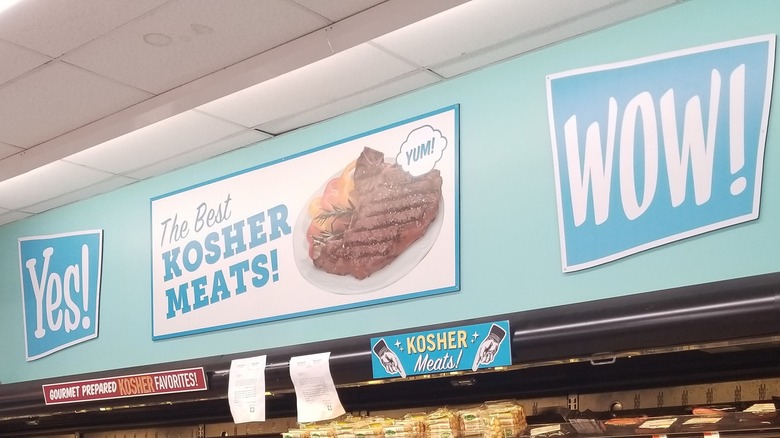 Yes!
The Best
KOSHER
MEATS!
YUM!
WOW!
GOURMET PREPARED KOSHER FAVORITES!
KOSHER
Meats!